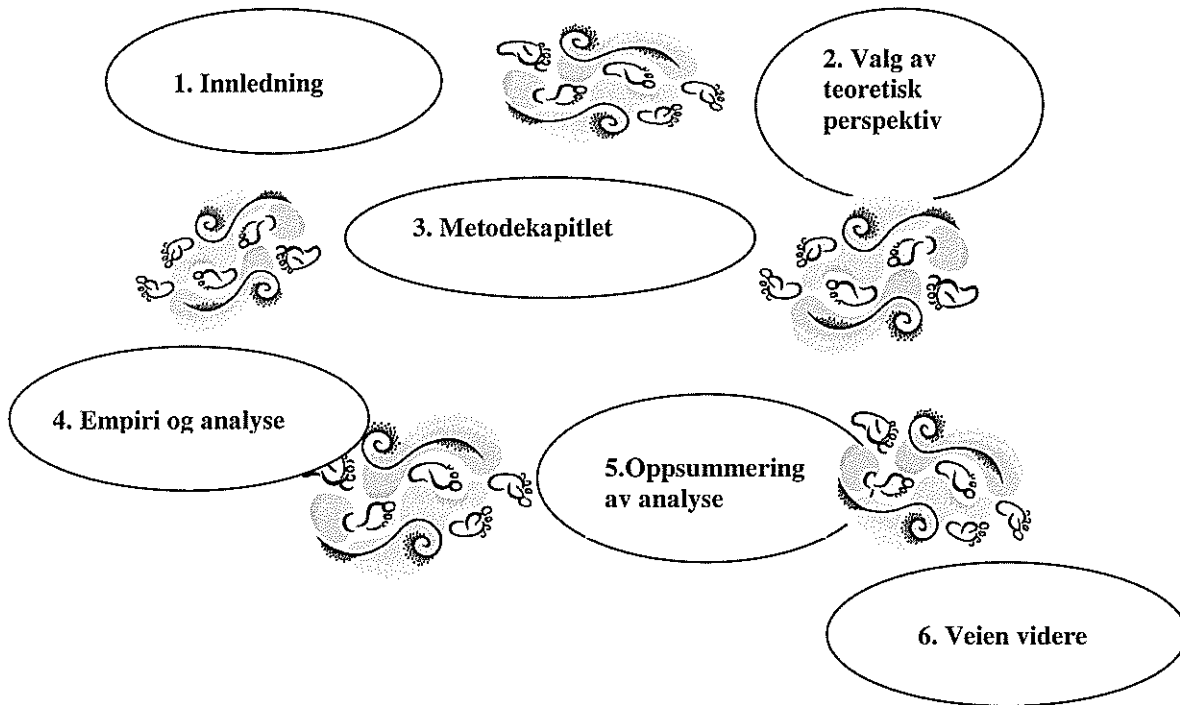 1. Innledning
2. Valg av
teoretisk
perspektiv
3. Metodekapitlet
4. Empiri og analyse
5.Oppsummering
av analyse
6. Veien videre